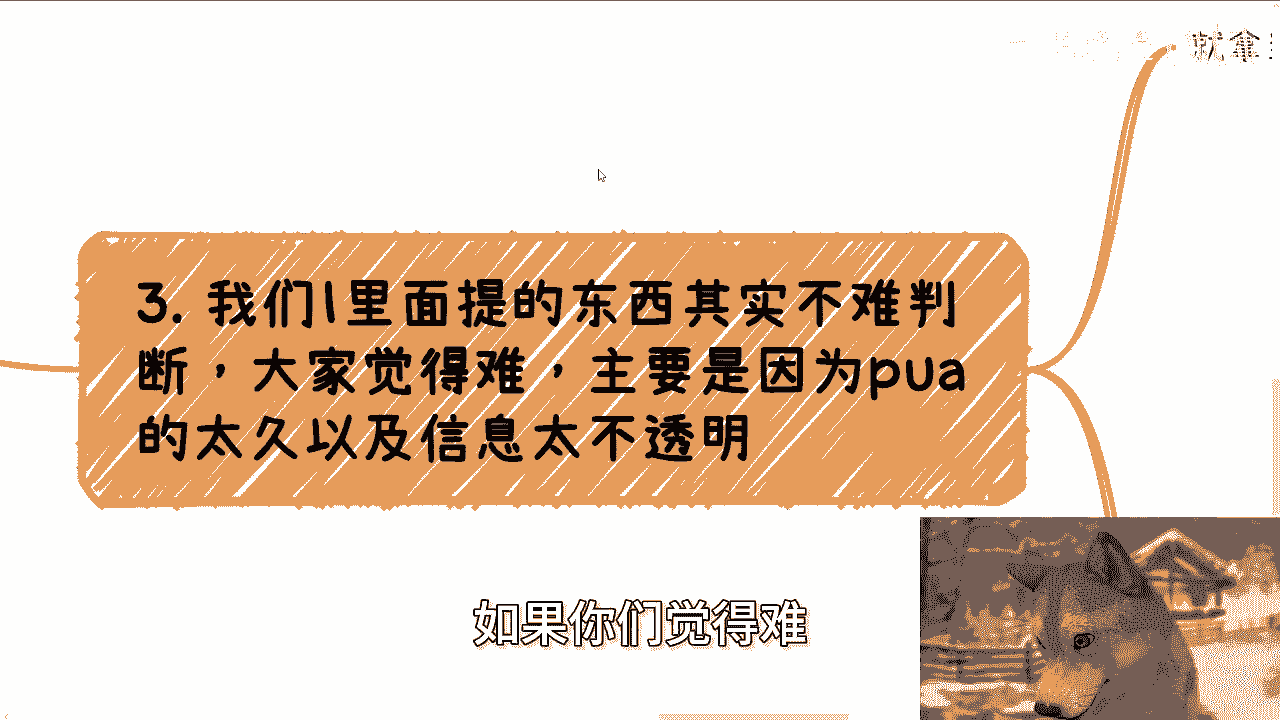 就拿
3. 我们1里面提的东西其实不难判
断，大家觉得难，主要是因为pua
的太久以及信息太不透明
如果你们觉得难